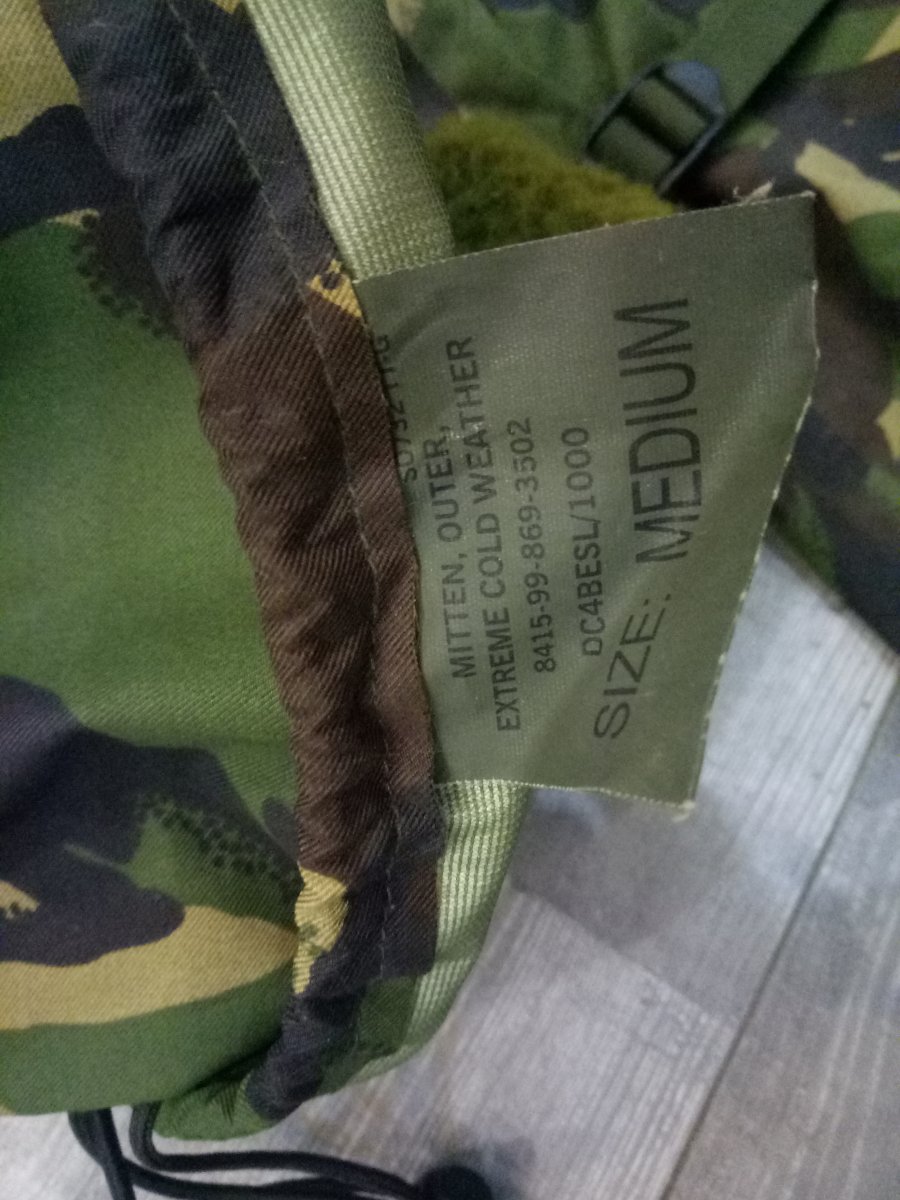 MITTEN, OUTER,
EXTREME COLD WEATHER
8415-99-869-3502
DC4BESL/1000
SIZE: MEDIUM